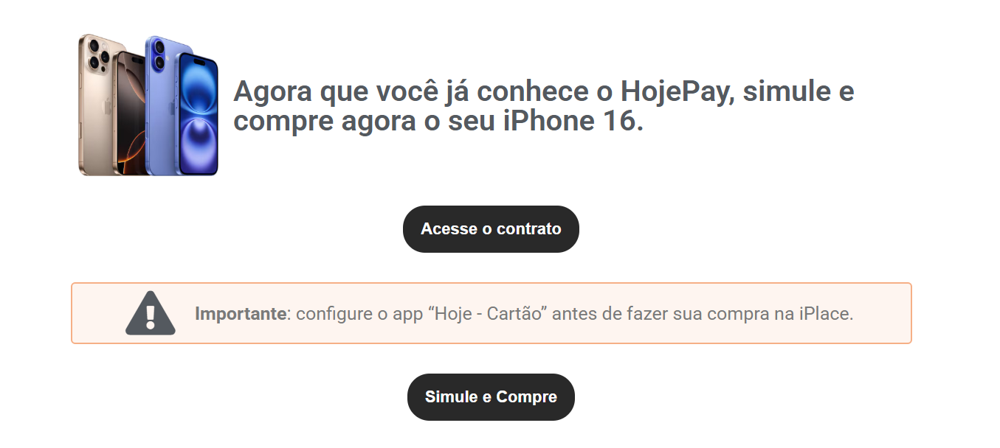 Agora que você já conhece o HojePay, simule e
compre agora o seu iPhone 16.
Acesse o contrato
Importante: configure o app “Hoje - Cartão” antes de fazer sua compra na iPlace.
Simule e Compre